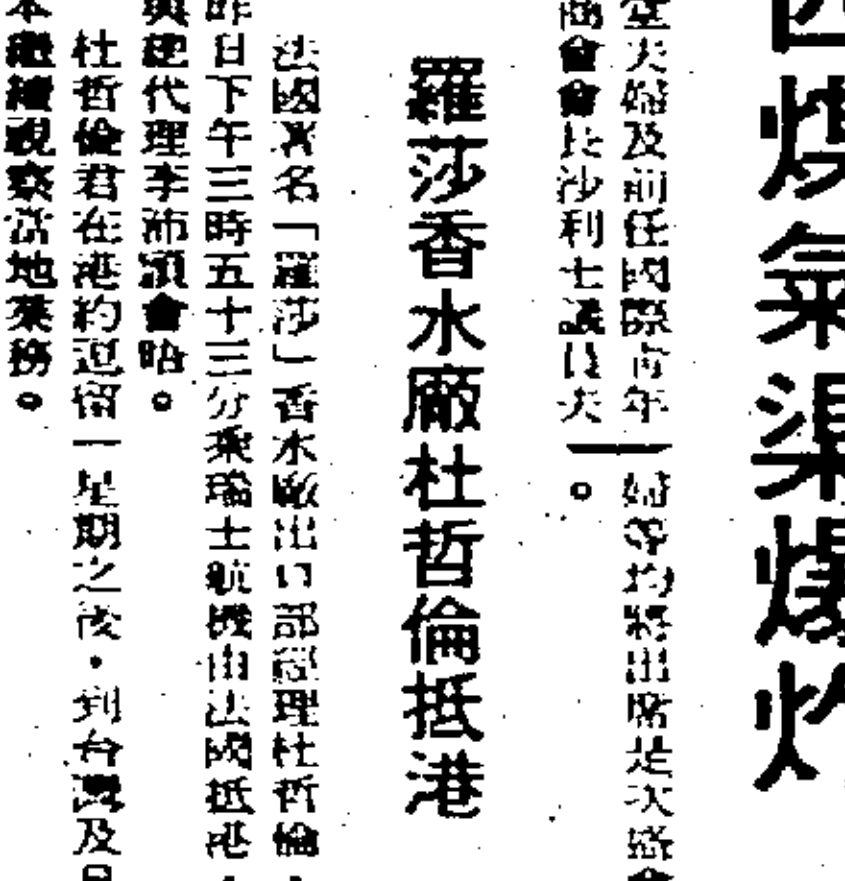 煤氣渠爆炸
夫婦及前任國際青年
婦等均將出席是次盛會
商會會長沙利士議員夫
。
羅莎香水廠杜哲倫抵港
法國著名「羅莎」香水廠出口部經理杜哲倫，
昨日下午三時五十三分乘瑞士航機由法國抵港，
與總代理李沛源會晤。
杜哲倫君在港約逗留一星期之後，到台灣及日
本繼續視察當地業務。